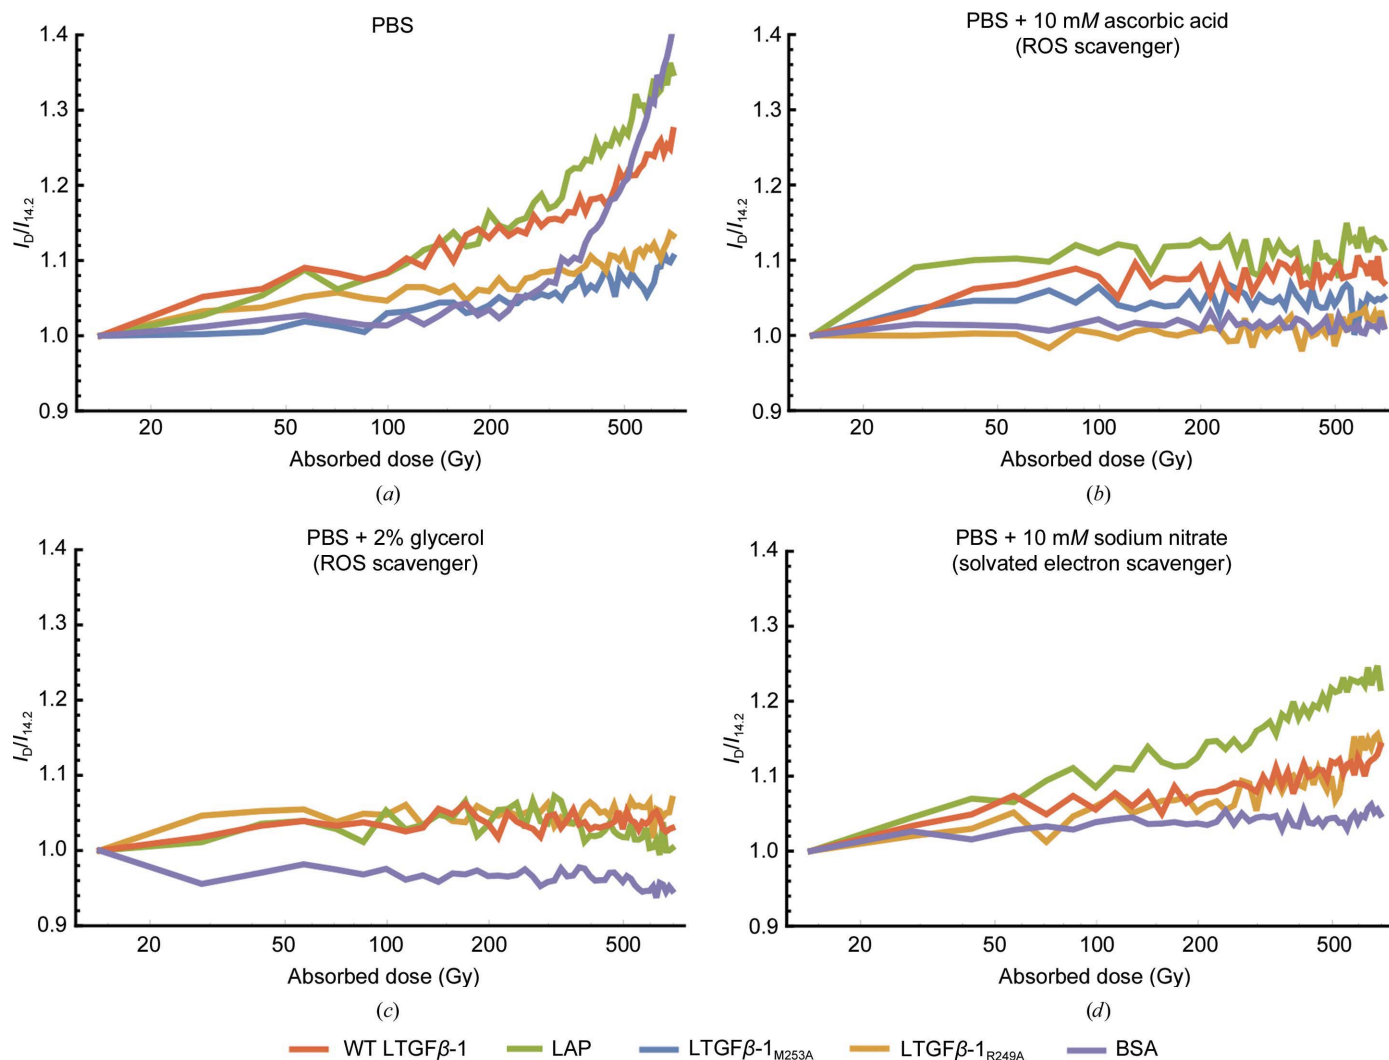 PBS
1.4
1.3
1.2
1.1
1.0
0.9
I_D/I_14.2
20 50 100 200 500
Absorbed dose (Gy)
(a)
PBS + 10 mM ascorbic acid
(ROS scavenger)
1.4
1.3
1.2
1.1
1.0
0.9
I_D/I_14.2
20 50 100 200 500
Absorbed dose (Gy)
(b)
PBS + 2% glycerol
(ROS scavenger)
1.4
1.3
1.2
1.1
1.0
0.9
I_D/I_14.2
20 50 100 200 500
Absorbed dose (Gy)
(c)
PBS + 10 mM sodium nitrate
(solvated electron scavenger)
1.4
1.3
1.2
1.1
1.0
0.9
I_D/I_14.2
20 50 100 200 500
Absorbed dose (Gy)
(d)
WT LTGFβ-1 LAP LTGFβ-1_M253A LTGFβ-1_R249A BSA